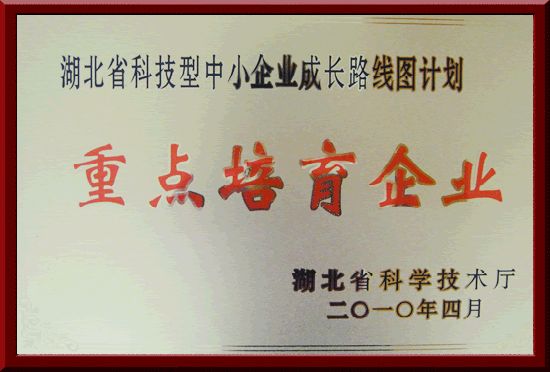 湖北省科技型中小企业成长路线图计划
重点培育企业
湖北省科学技术厅
二〇一〇年四月